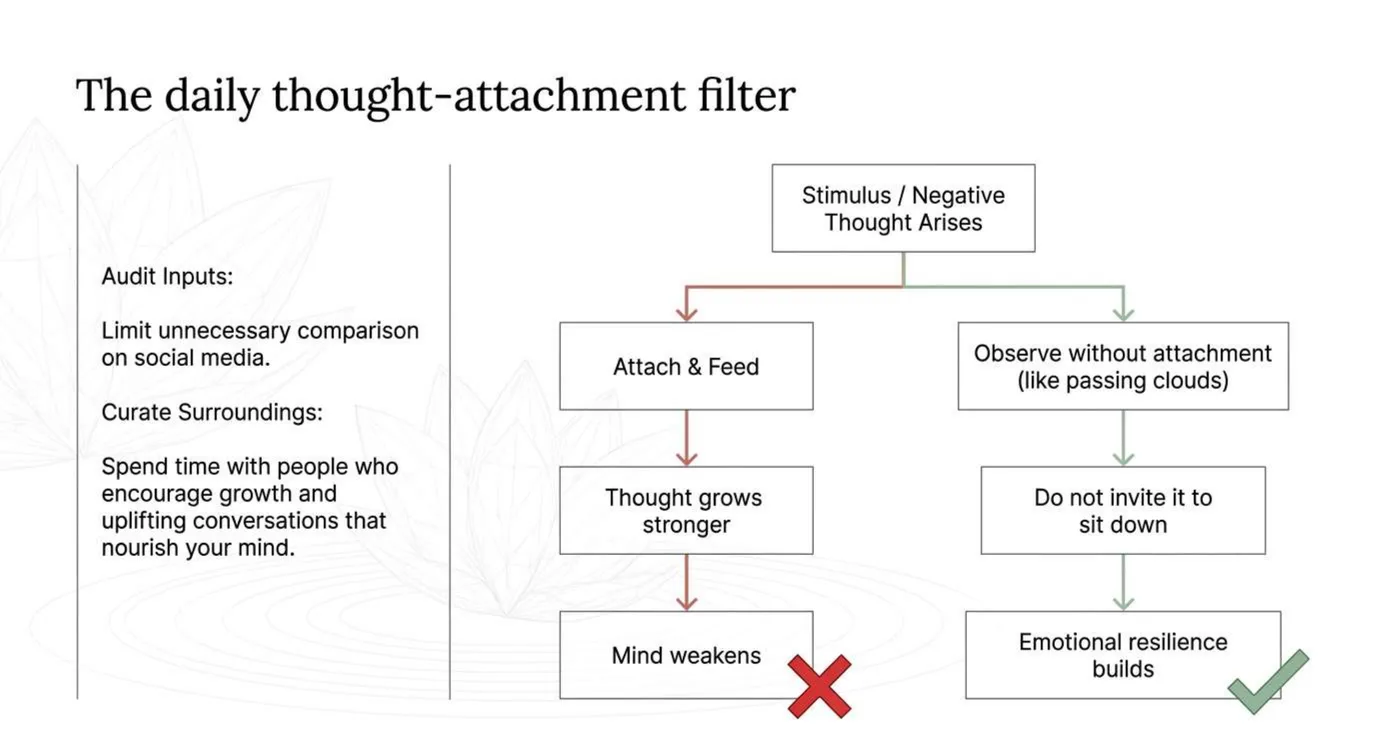 The daily thought-attachment filter
Audit Inputs:
Limit unnecessary comparison
on social media.
Curate Surroundings:
Spend time with people who
encourage growth and
uplifting conversations that
nourish your mind.
Stimulus / Negative
Thought Arises
Attach & Feed
Thought grows
stronger
Mind weakens
Observe without attachment
(like passing clouds)
Do not invite it to
sit down
Emotional resilience
builds